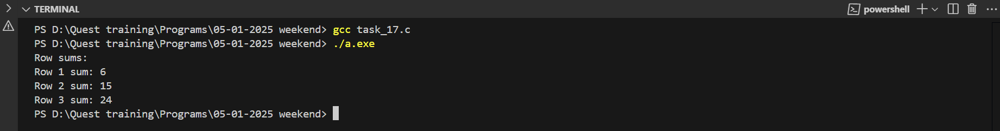 TERMINAL
powershell
PS D:\Quest training\Programs\05-01-2025 weekend> gcc task_17.c
PS D:\Quest training\Programs\05-01-2025 weekend> ./a.exe
Row sums:
Row 1 sum: 6
Row 2 sum: 15
Row 3 sum: 24
PS D:\Quest training\Programs\05-01-2025 weekend>